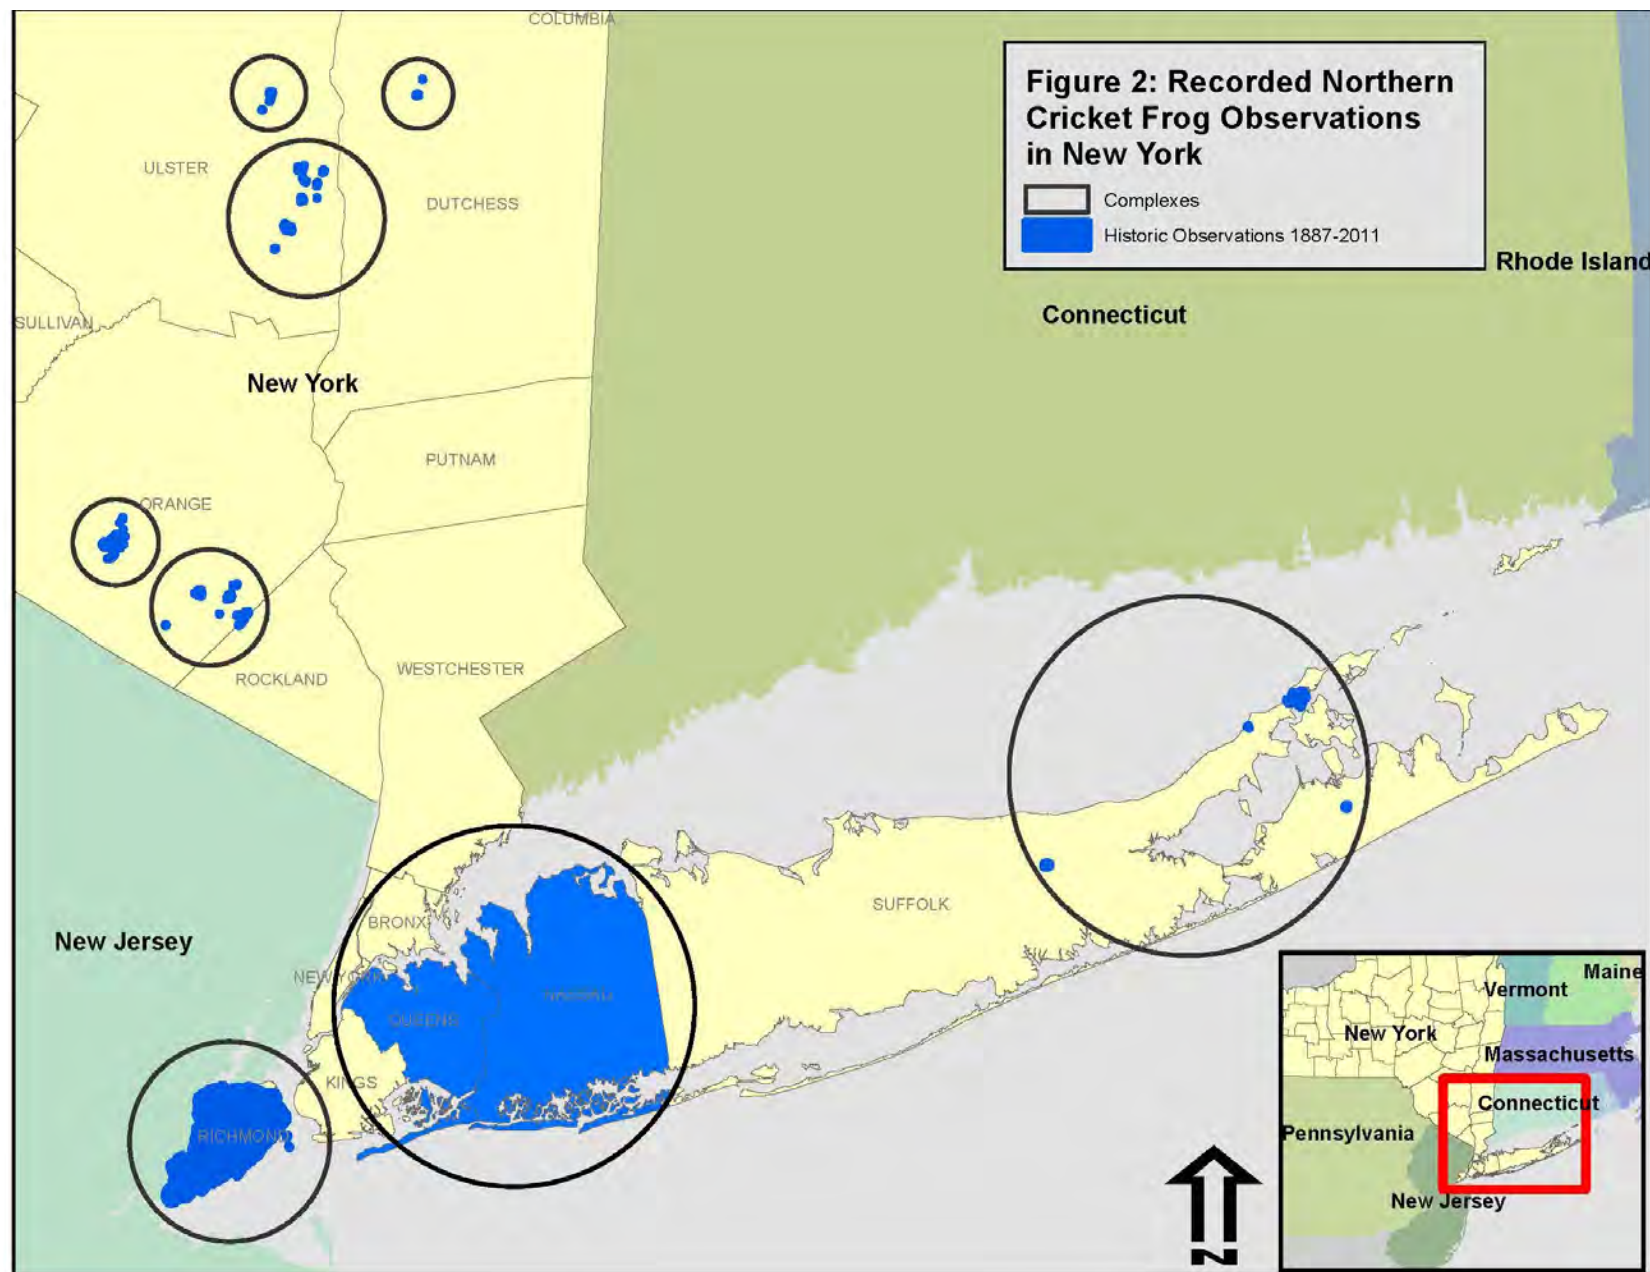 COLUMBIA
Figure 2: Recorded Northern
Cricket Frog Observations
in New York
Complexes
Historic Observations 1887-2011
ULSTER
DUTCHESS
Rhode Island
SULLIVAN
Connecticut
New York
PUTNAM
ORANGE
WESTCHESTER
ROCKLAND
SUFFOLK
BRONX
New Jersey
NEW YORK
NASSAU
QUEENS
KINGS
RICHMOND
Maine
Vermont
New York
Massachusetts
Connecticut
Pennsylvania
New Jersey
N